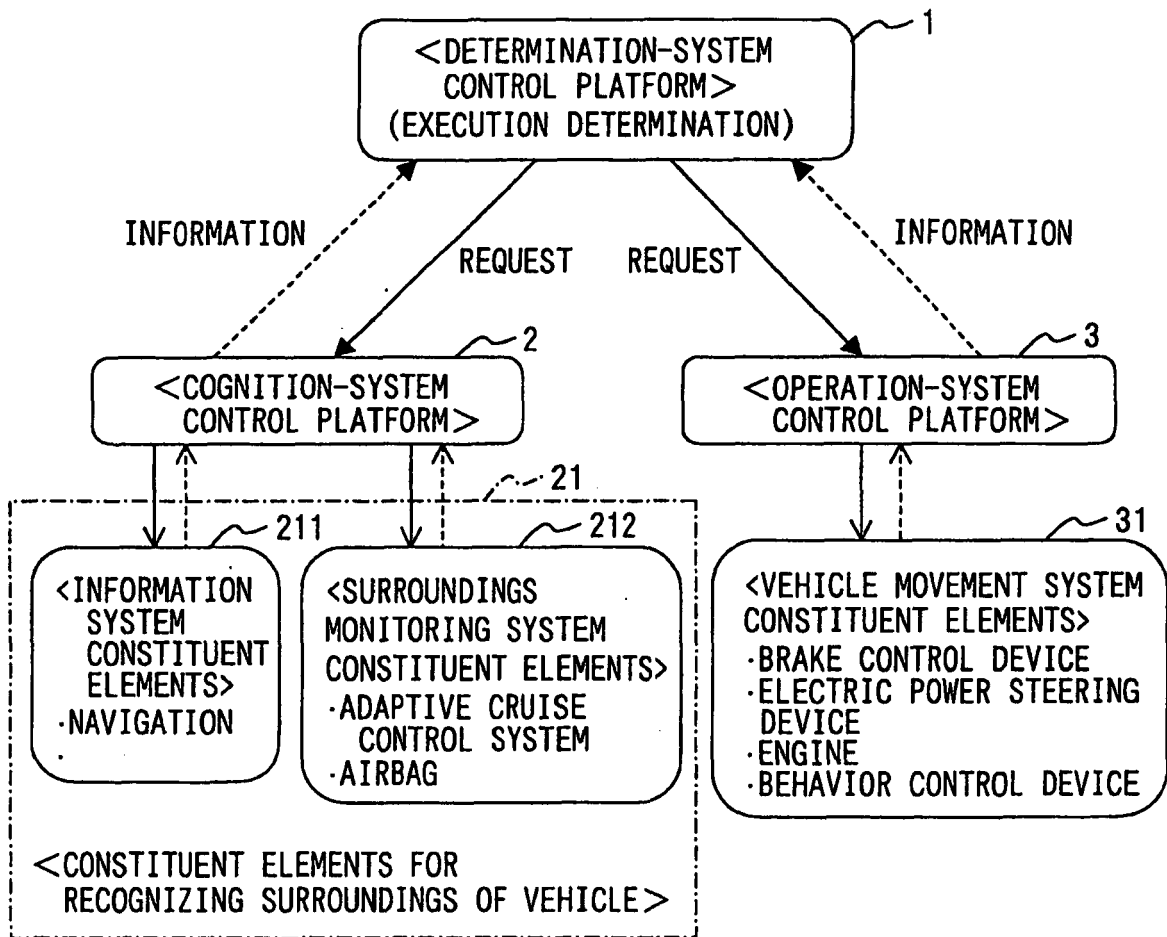 1
<DETERMINATION-SYSTEM
CONTROL PLATFORM>
(EXECUTION DETERMINATION)
INFORMATION
REQUEST
REQUEST
INFORMATION
2
<COGNITION-SYSTEM
CONTROL PLATFORM>
3
<OPERATION-SYSTEM
CONTROL PLATFORM>
21
211
<INFORMATION
SYSTEM
CONSTITUENT
ELEMENTS>
·NAVIGATION
·
212
<SURROUNDINGS
MONITORING SYSTEM
CONSTITUENT ELEMENTS>
·ADAPTIVE CRUISE
CONTROL SYSTEM
·AIRBAG
31
<VEHICLE MOVEMENT SYSTEM
CONSTITUENT ELEMENTS>
·BRAKE CONTROL DEVICE
·ELECTRIC POWER STEERING
DEVICE
·ENGINE
·BEHAVIOR CONTROL DEVICE
<CONSTITUENT ELEMENTS FOR
RECOGNIZING SURROUNDINGS OF VEHICLE>